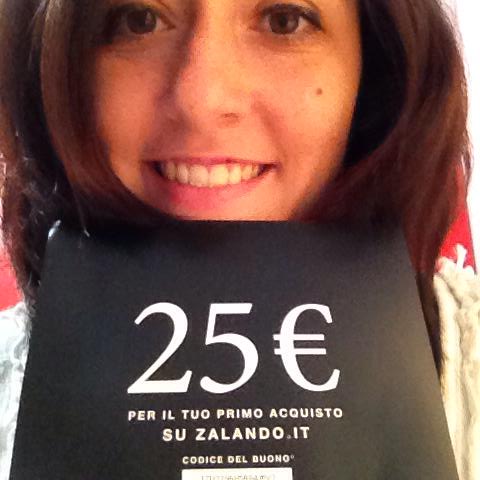 25€
PER IL TUO PRIMO ACQUISTO
SU ZALANDO.IT
CODICE DEL BUONO°